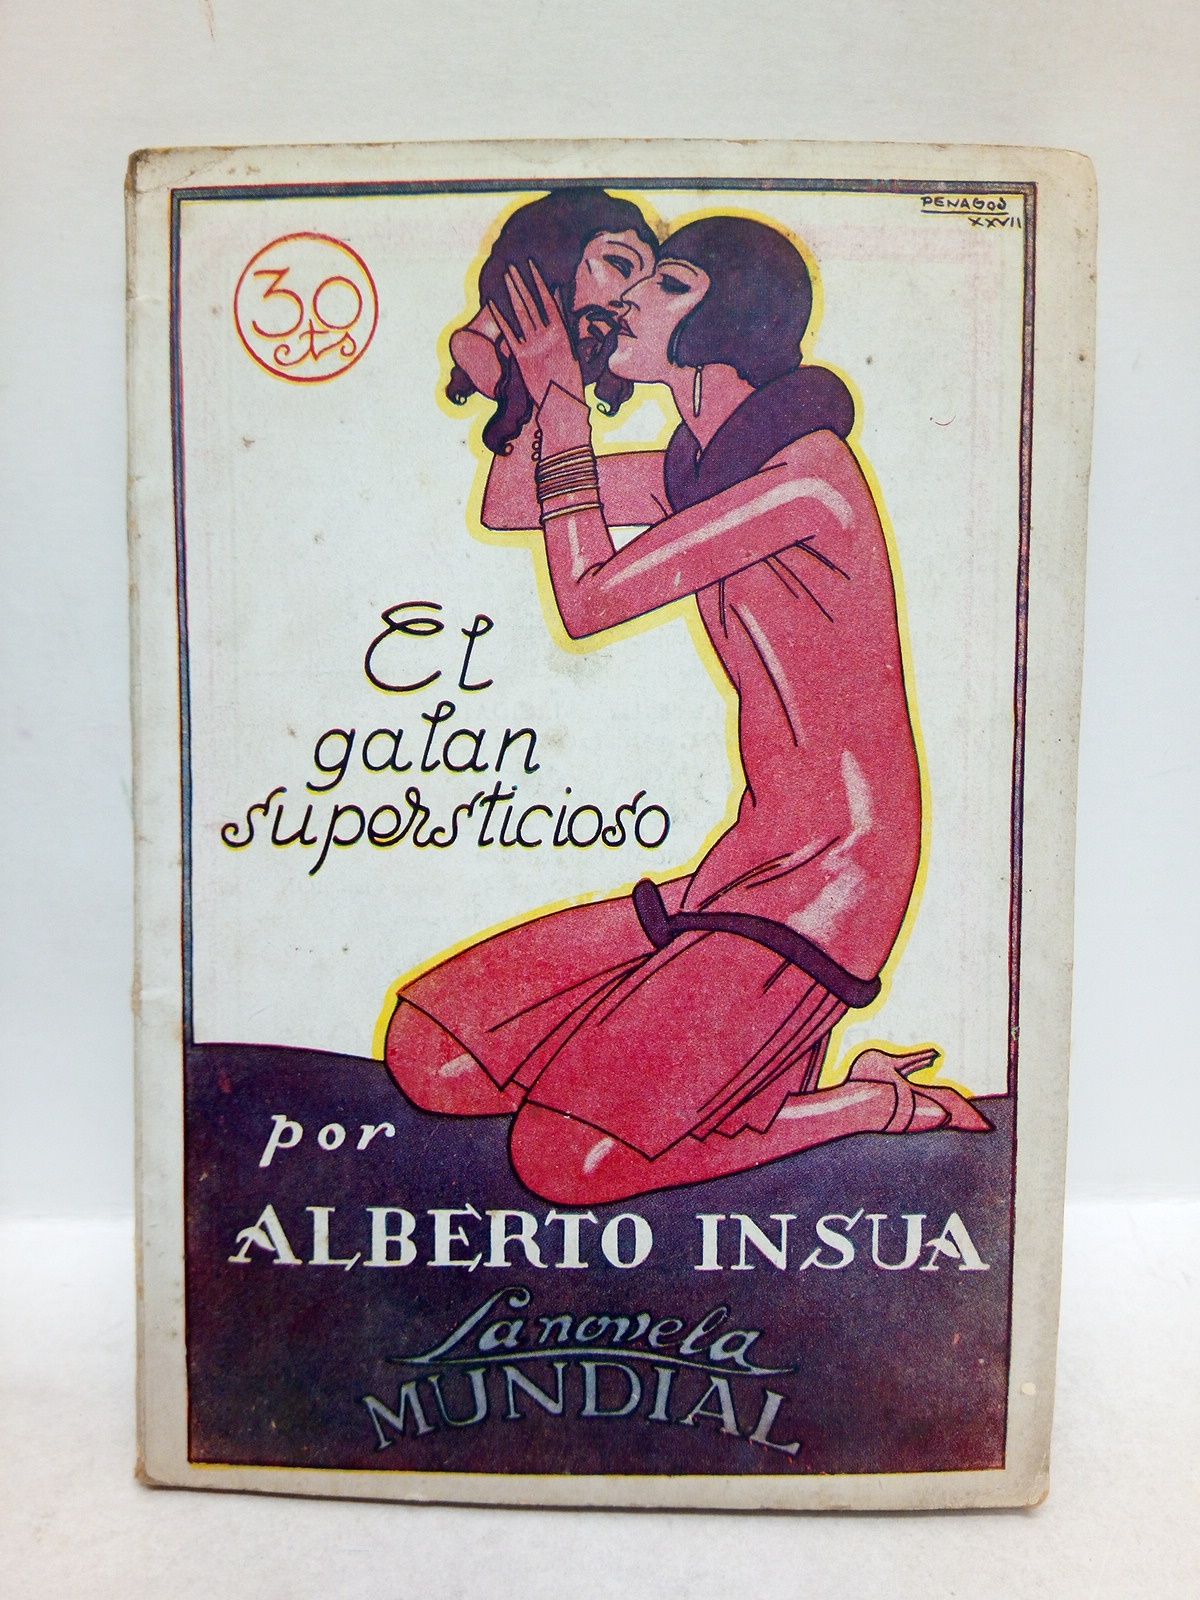 PENAGOS
XXVII
30
cts
El
galan
supersticioso
por
ALBERTO INSUA
La novela
MUNDIAL